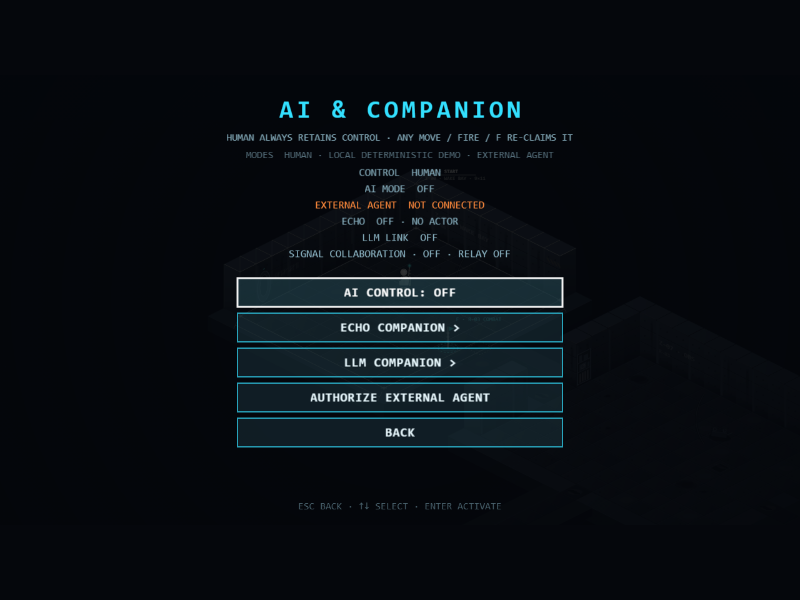 AI & COMPANION
HUMAN ALWAYS RETAINS CONTROL · ANY MOVE / FIRE / F RE-CLAIMS IT
MODES HUMAN · LOCAL DETERMINISTIC DEMO · EXTERNAL AGENT
CONTROL HUMAN
AI MODE OFF
EXTERNAL AGENT NOT CONNECTED
ECHO OFF · NO ACTOR
LLM LINK OFF
SIGNAL COLLABORATION · OFF · RELAY OFF
AI CONTROL: OFF
ECHO COMPANION >
LLM COMPANION >
AUTHORIZE EXTERNAL AGENT
BACK
ESC BACK · ↑↓ SELECT · ENTER ACTIVATE